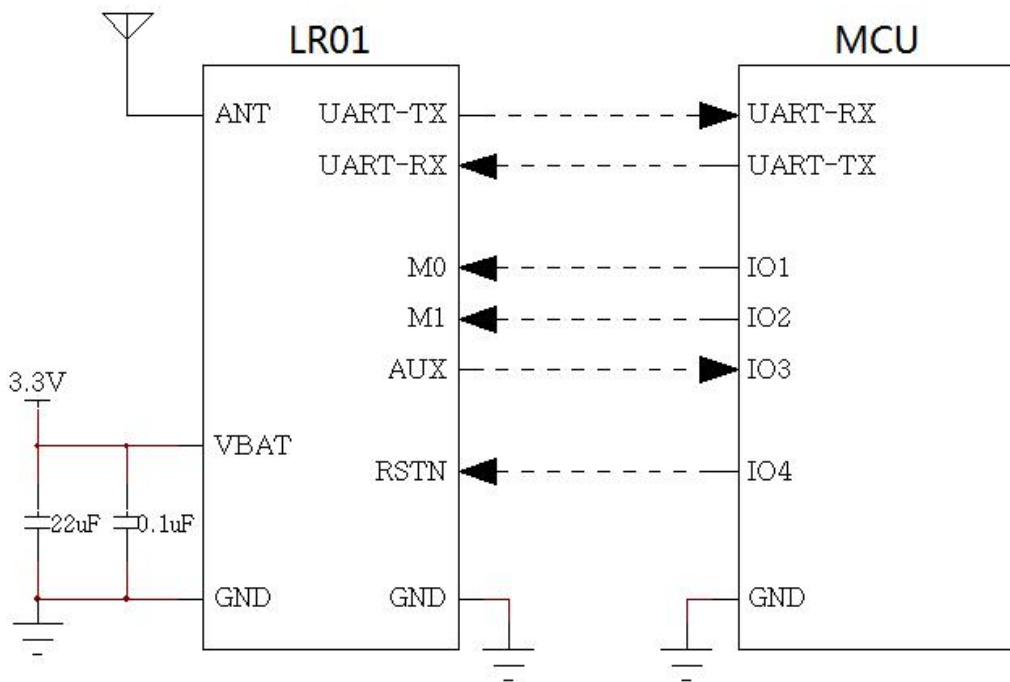 LR01
MCU
ANT
UART-TX
UART-RX
UART-RX
UART-TX
M0
IO1
M1
IO2
AUX
IO3
3.3V
VBAT
RSTN
IO4
22uF
0.1uF
GND
GND
GND